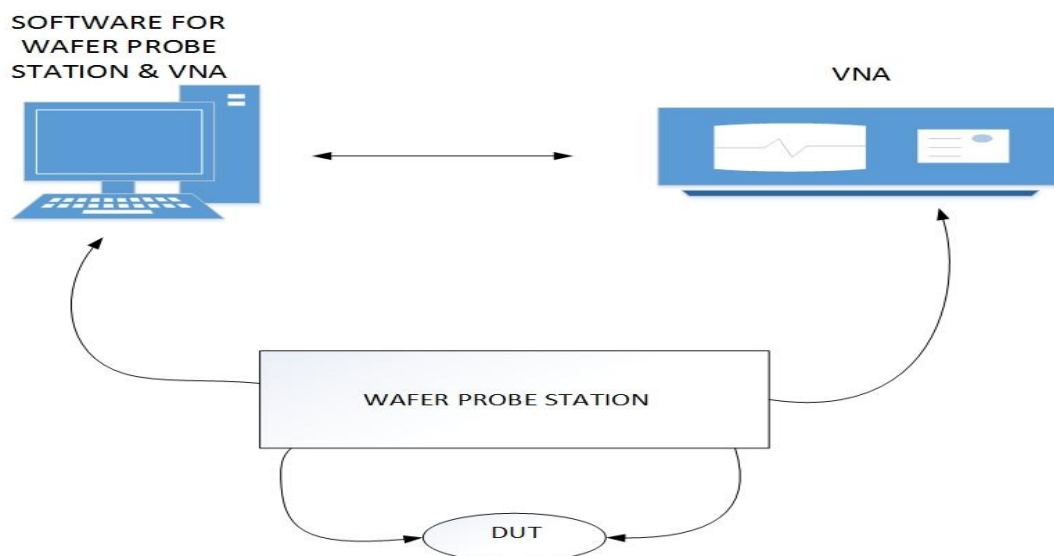 SOFTWARE FOR
WAFER PROBE
STATION & VNA
VNA
WAFER PROBE STATION
DUT